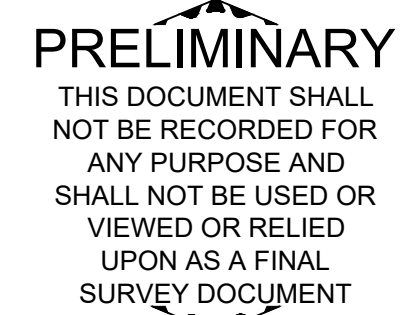 PRELIMINARY
THIS DOCUMENT SHALL
NOT BE RECORDED FOR
ANY PURPOSE AND
SHALL NOT BE USED OR
VIEWED OR RELIED
UPON AS A FINAL
SURVEY DOCUMENT